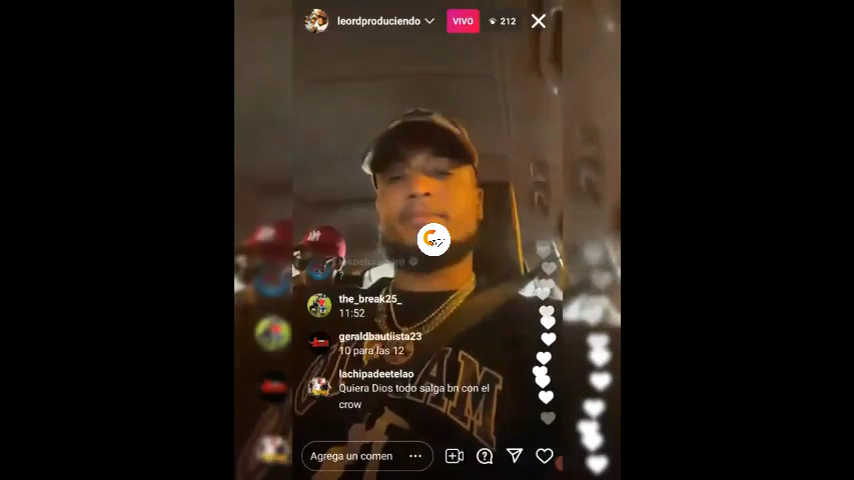 leordproduciendo
VIVO
212
the_break25_
11:52
geraldbautiista23
10 para las 12
lachipadeetelao
Quiera Dios todo salga bn con el
crow
Agrega un comen